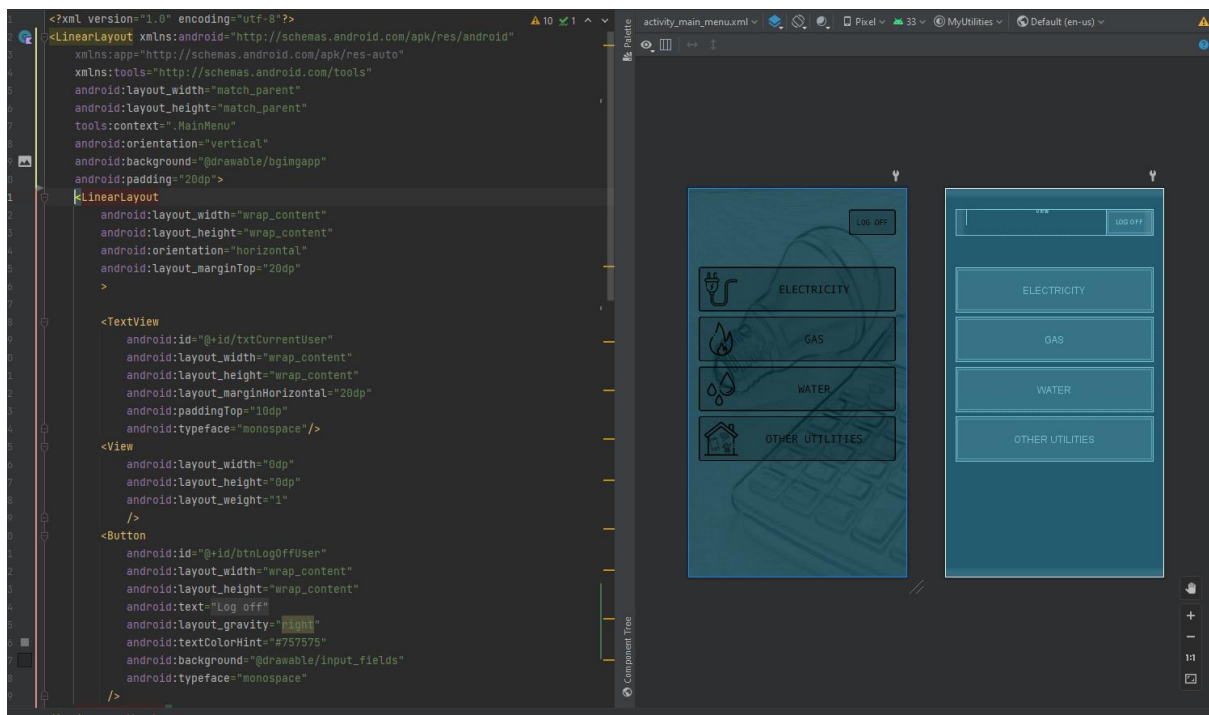 <?xml version="1.0" encoding="utf-8"?>
10 1
<LinearLayout xmlns:android="http://schemas.android.com/apk/res/android"
xmlns:app="http://schemas.android.com/apk/res-auto"
xmlns:tools="http://schemas.android.com/tools"
android:layout_width="match_parent"
android:layout_height="match_parent"
tools:context=".MainMenu"
android:orientation="vertical"
android:background="@drawable/bgimgapp"
android:padding="20dp">
<LinearLayout
android:layout_width="wrap_content"
android:layout_height="wrap_content"
android:orientation="horizontal"
android:layout_marginTop="20dp"
>
<TextView
android:id="@+id/txtCurrentUser"
android:layout_width="wrap_content"
android:layout_height="wrap_content"
android:layout_marginHorizontal="20dp"
android:paddingTop="10dp"
android:typeface="monospace"/>
<View
android:layout_width="0dp"
android:layout_height="0dp"
android:layout_weight="1"
/>
<Button
android:id="@+id/btnLogOffUser"
android:layout_width="wrap_content"
android:layout_height="wrap_content"
android:text="Log off"
android:layout_gravity="right"
android:textColorHint="#757575"
android:background="@drawable/input_fields"
android:typeface="monospace"
/>
Palette
Component Tree
activity_main_menu.xml Pixel 33 MyUtilities Default (en-us)
LOG OFF
ELECTRICITY
GAS
WATER
OTHER UTILITIES
VIEW
LOG OFF
ELECTRICITY
GAS
WATER
OTHER UTILITIES
1:1